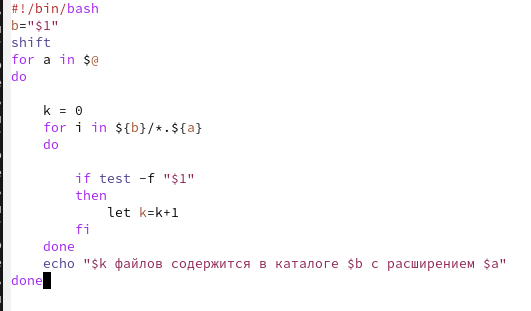 #!/bin/bash
b="$1"
shift
for a in $@
do
k = 0
for i in ${b}/*.${a}
do
if test -f "$1"
then
let k=k+1
fi
done
echo "$k файлов содержится в каталоге $b с расширением $a"
done